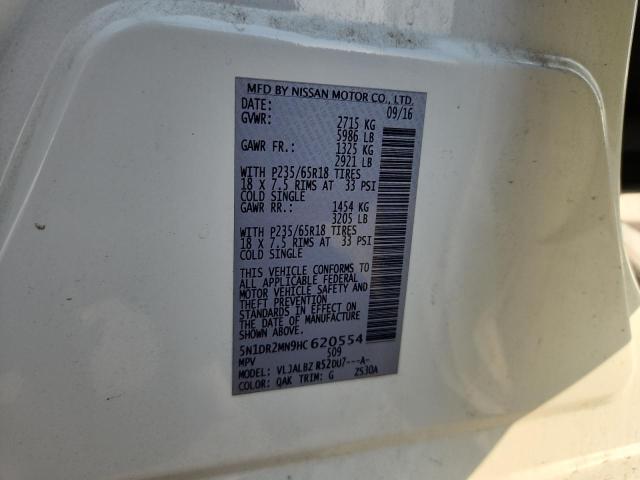 MFD BY NISSAN MOTOR CO., LTD.
DATE: 09/16
GVWR: 2715 KG
5986 LB
GAWR FR.: 1325 KG
2921 LB
WITH P235/65R18 TIRES
18 X 7.5 RIMS AT 33 PSI
COLD SINGLE
GAWR RR.: 1454 KG
3205 LB
WITH P235/65R18 TIRES
18 X 7.5 RIMS AT 33 PSI
COLD SINGLE
THIS VEHICLE CONFORMS TO
ALL APPLICABLE FEDERAL
MOTOR VEHICLE SAFETY AND
THEFT PREVENTION
STANDARDS IN EFFECT ON
THE DATE OF MANUFACTURE
SHOWN ABOVE.
5N1DR2MN9HC620554
MPV 509
MODEL: VLJALBZ R52DU7---A-
COLOR: QAK TRIM: G ZS30A